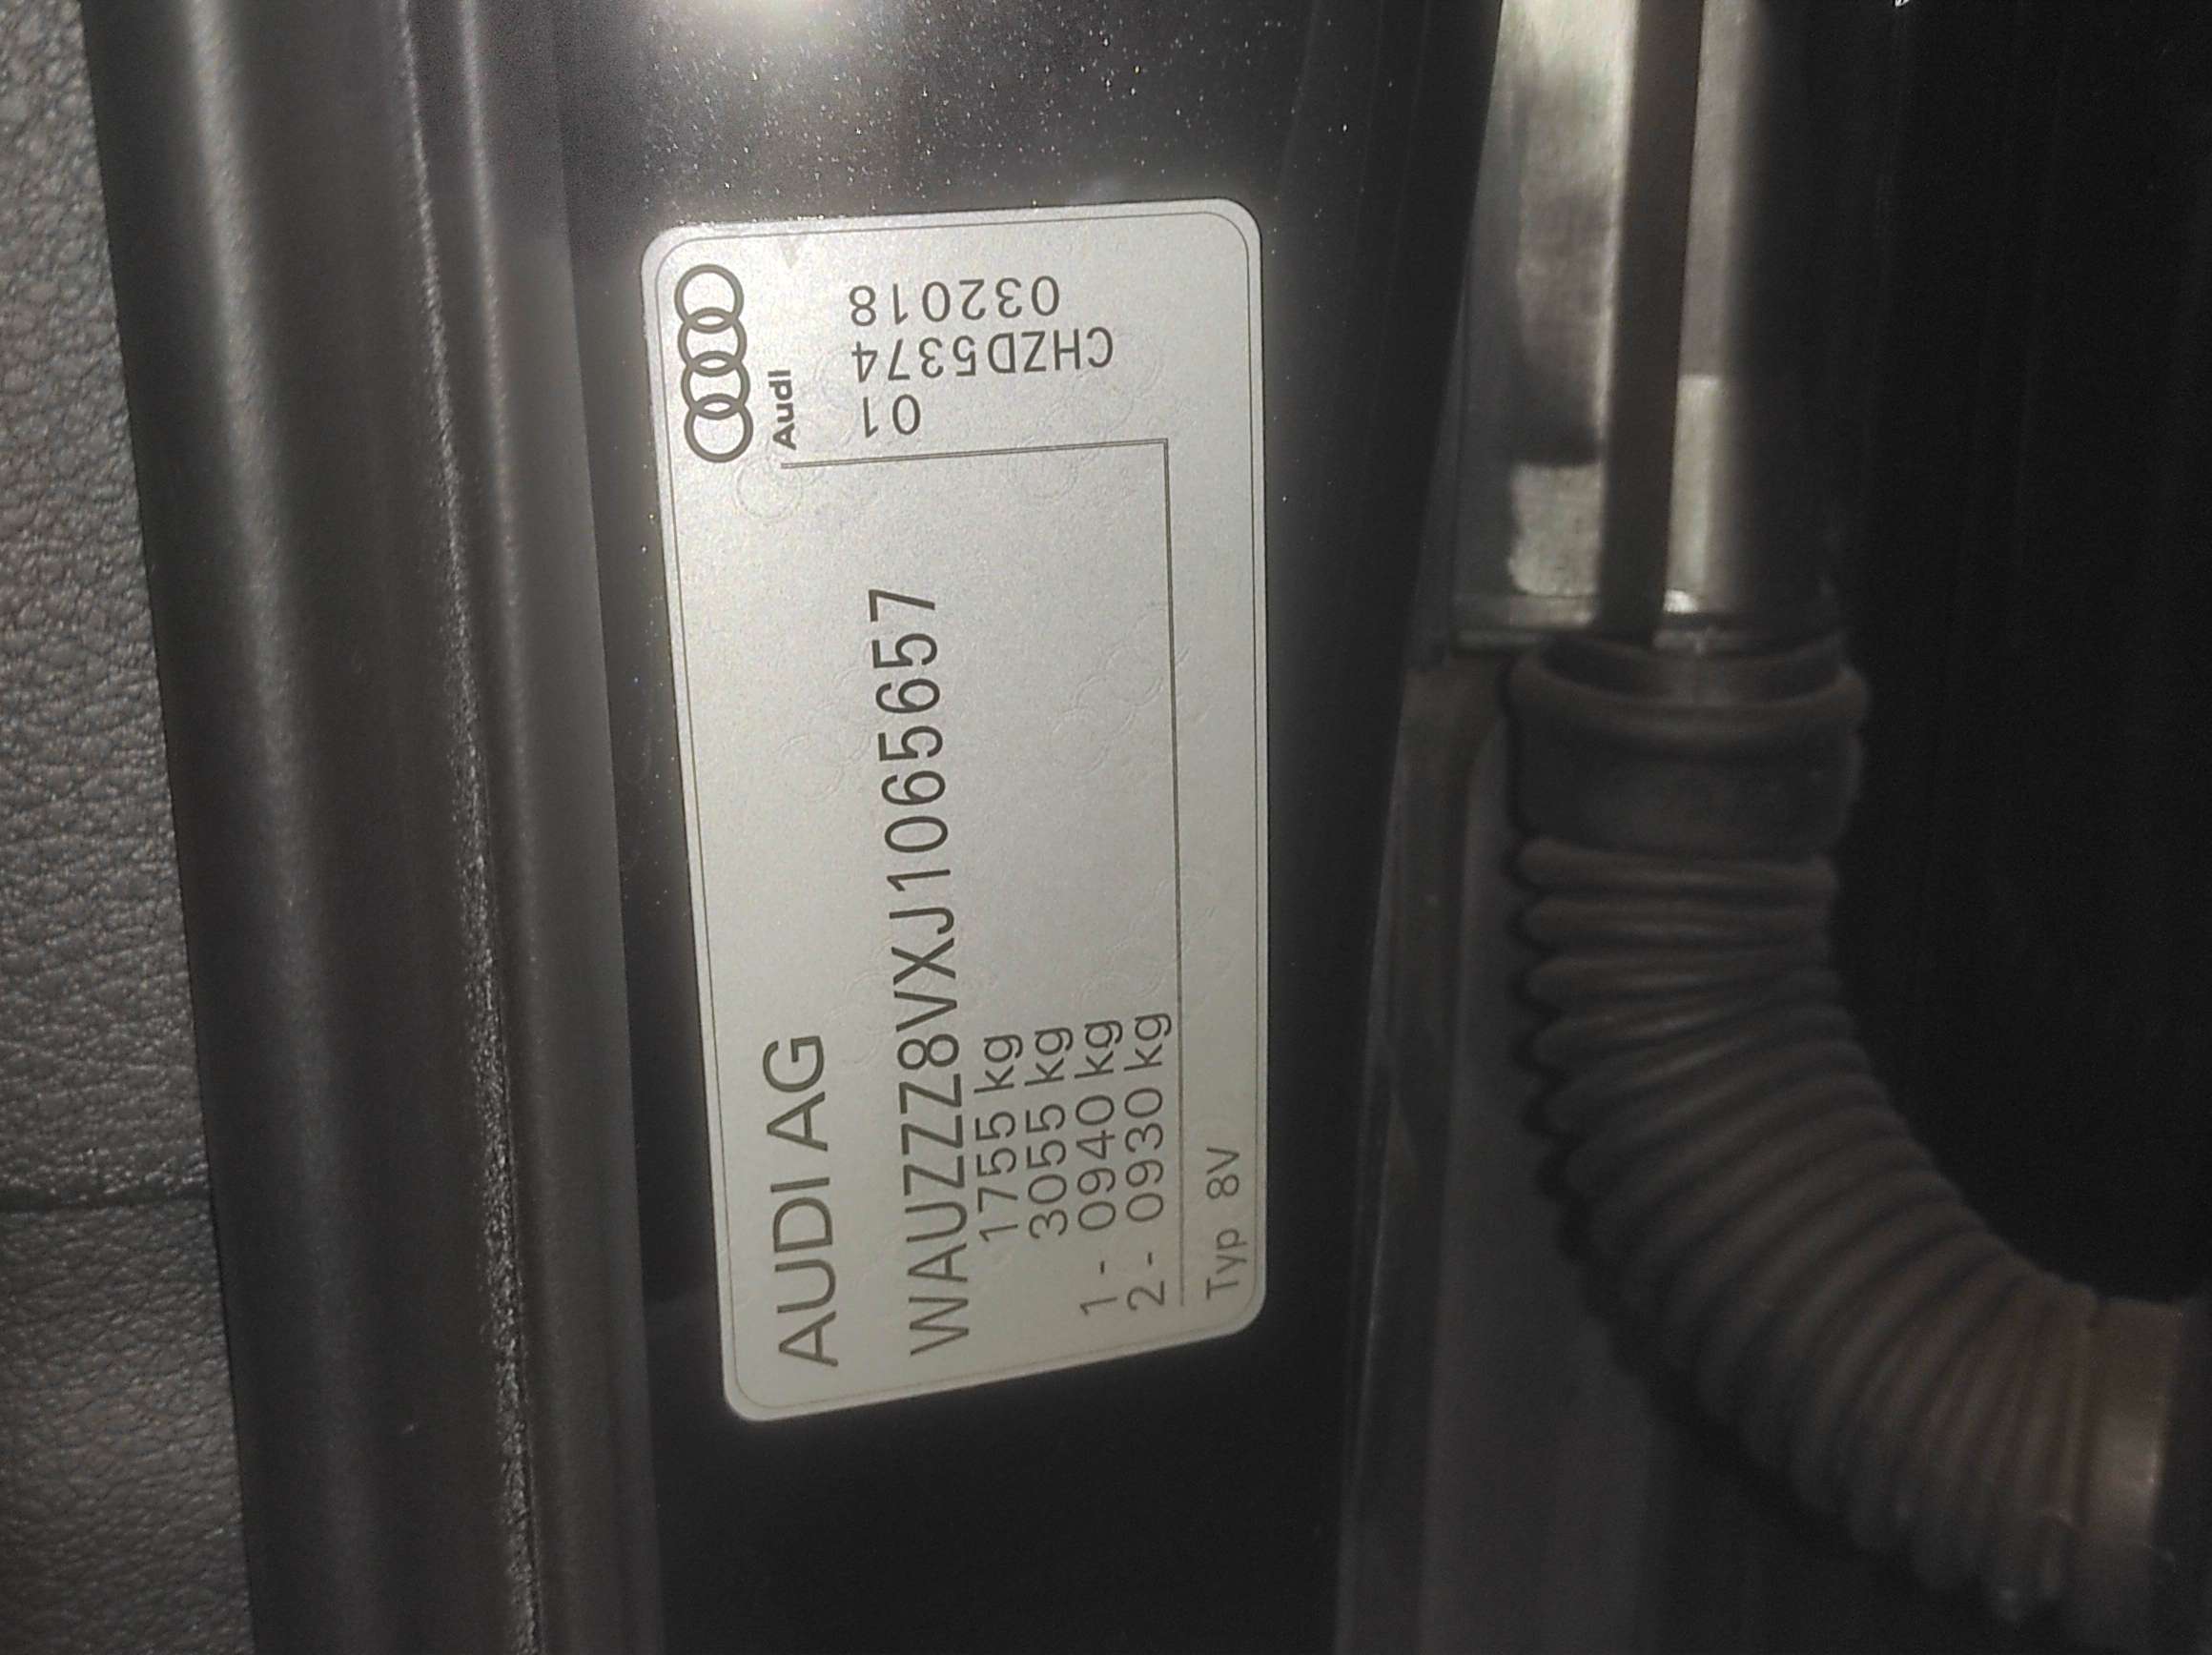 AUDI AG
WAUZZZ8VXJ1065657
1755 kg
3055 kg
1 - 0940 kg
2 - 0930 kg
Typ 8V
Audi
01
CHZD5374
032018